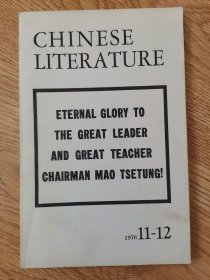 CHINESE
LITERATURE
ETERNAL GLORY TO
THE GREAT LEADER
AND GREAT TEACHER
CHAIRMAN MAO TSETUNG!
1976 11-12